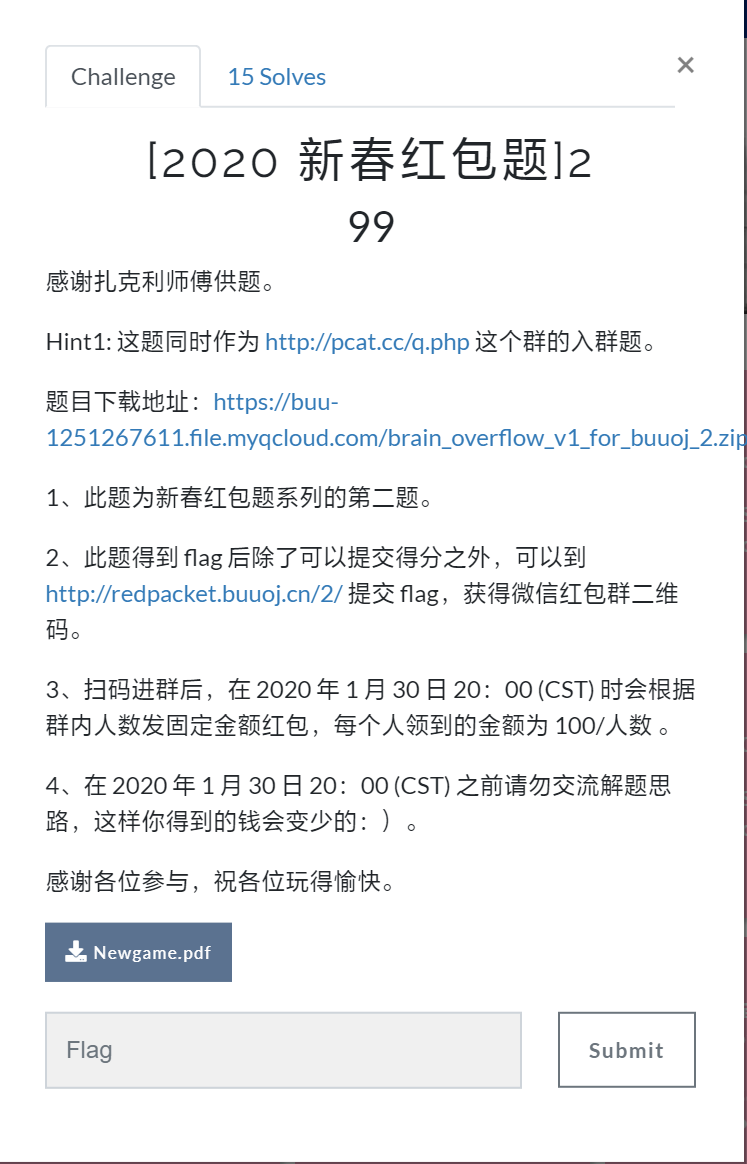 Challenge
15 Solves
×
[2020 新春红包题]2
99
感谢扎克利师傅供题。
Hint1: 这题同时作为 http://pcat.cc/q.php 这个群的入群题。
题目下载地址：https://buu-
1251267611.file.myqcloud.com/brain_overflow_v1_for_buuoj_2.zip
1、此题为新春红包题系列的第二题。
2、此题得到 flag 后除了可以提交得分之外，可以到
http://redpacket.buuoj.cn/2/ 提交 flag，获得微信红包群二维
码。
3、扫码进群后，在 2020 年 1 月 30 日 20：00 (CST) 时会根据
群内人数发固定金额红包，每个人领到的金额为 100/人数 。
4、在 2020 年 1 月 30 日 20：00 (CST) 之前请勿交流解题思
路，这样你得到的钱会变少的：）。
感谢各位参与，祝各位玩得愉快。
Newgame.pdf
Flag
Submit